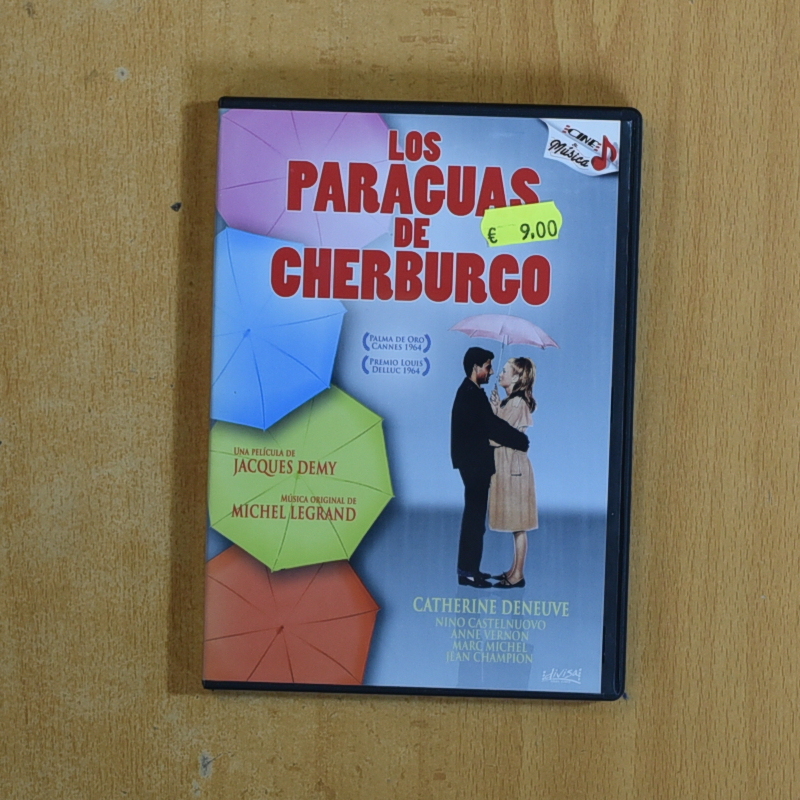 LOS
PARAGUAS
DE
CHERBURGO
CINE
&
Música
€ 9,00
PALMA DE ORO
CANNES 1964
PREMIO LOUIS
DELLUC 1964
UNA PELÍCULA DE
JACQUES DEMY
MÚSICA ORIGINAL DE
MICHEL LEGRAND
CATHERINE DENEUVE
NINO CASTELNUOVO
ANNE VERNON
MARC MICHEL
JEAN CHAMPION
DIVISA